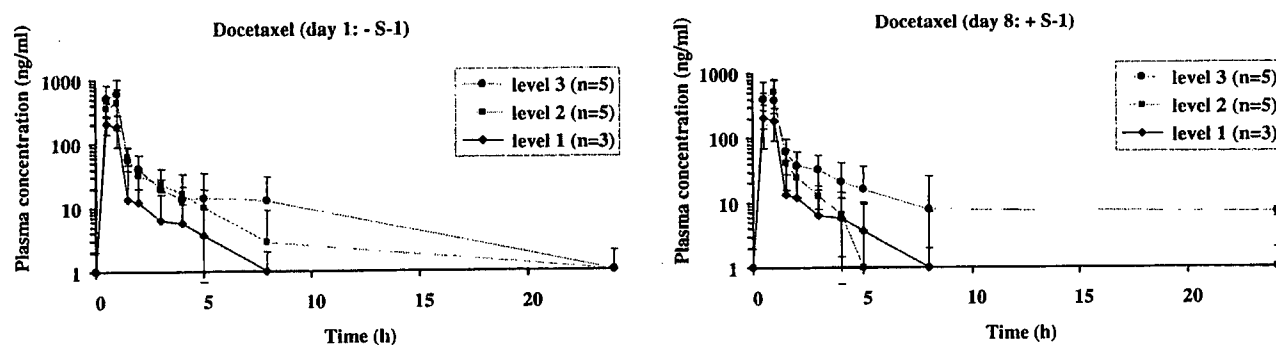 Docetaxel (day 1: - S-1)
Plasma concentration (ng/ml)
1000
100
10
1
level 3 (n=5)
level 2 (n=5)
level 1 (n=3)
0
5
10
15
20
Time (h)
Docetaxel (day 8: + S-1)
Plasma concentration (ng/ml)
1000
100
10
1
level 3 (n=5)
level 2 (n=5)
level 1 (n=3)
0
5
10
15
20
Time (h)